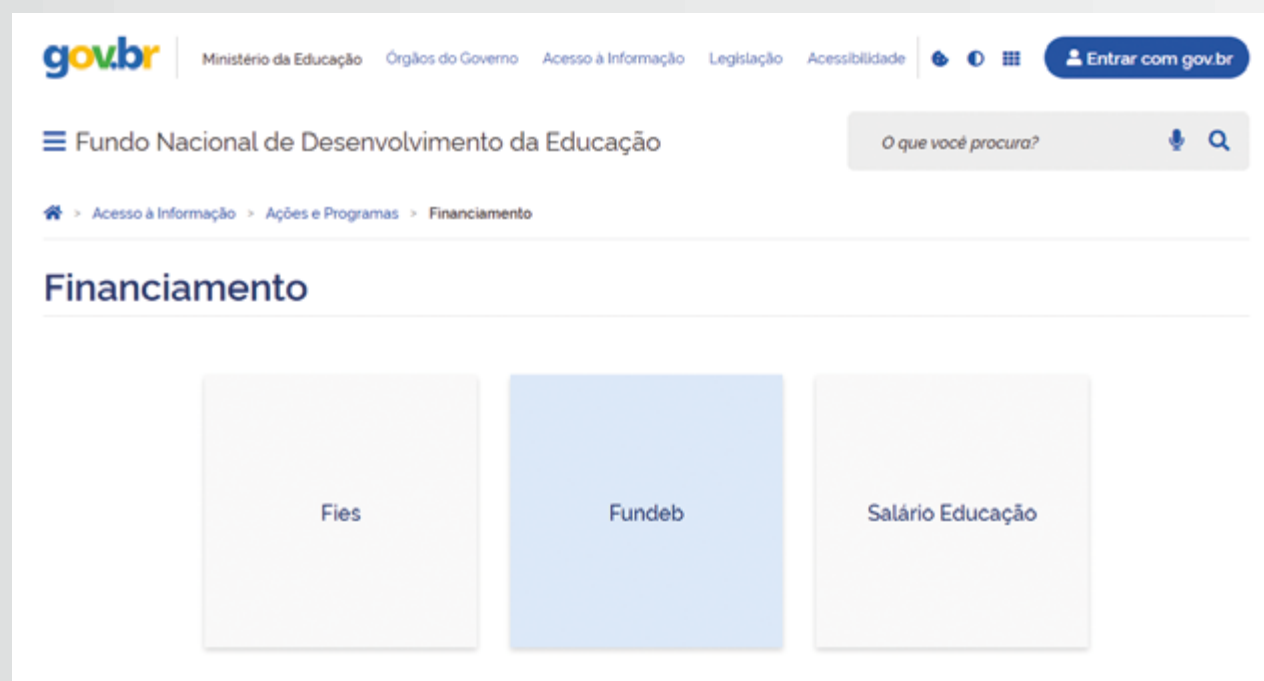 gov.br Ministério da Educação Órgãos do Governo Acesso à Informação Legislação Acessibilidade Entrar com gov.br
Fundo Nacional de Desenvolvimento da Educação O que você procura?
> Acesso à Informação > Ações e Programas > Financiamento
Financiamento
Fies Fundeb Salário Educação